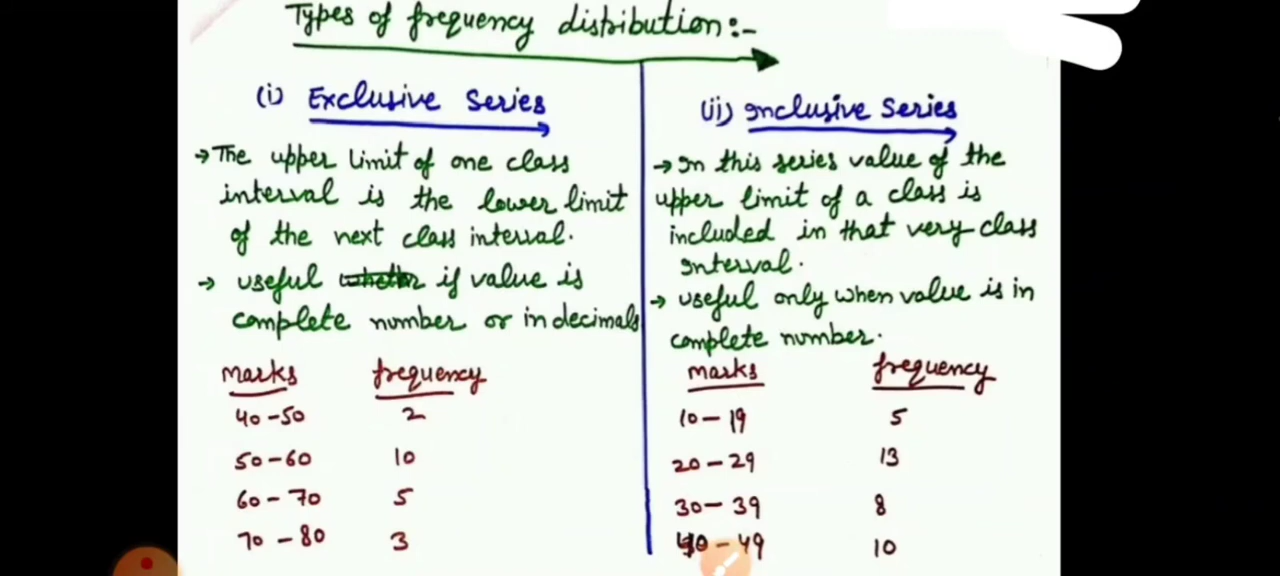 Types of frequency distribution:-
(i) Exclusive Series
→ The upper limit of one class
interval is the lower limit
of the next class interval.
→ useful whether if value is
complete number or in decimals
marks frequency
40-50 2
50-60 10
60-70 5
70-80 3
(ii) Inclusive Series
→ In this series value of the
upper limit of a class is
included in that very class
Interval.
→ useful only when value is in
complete number.
marks frequency
10-19 5
20-29 13
30-39 8
40-49 10